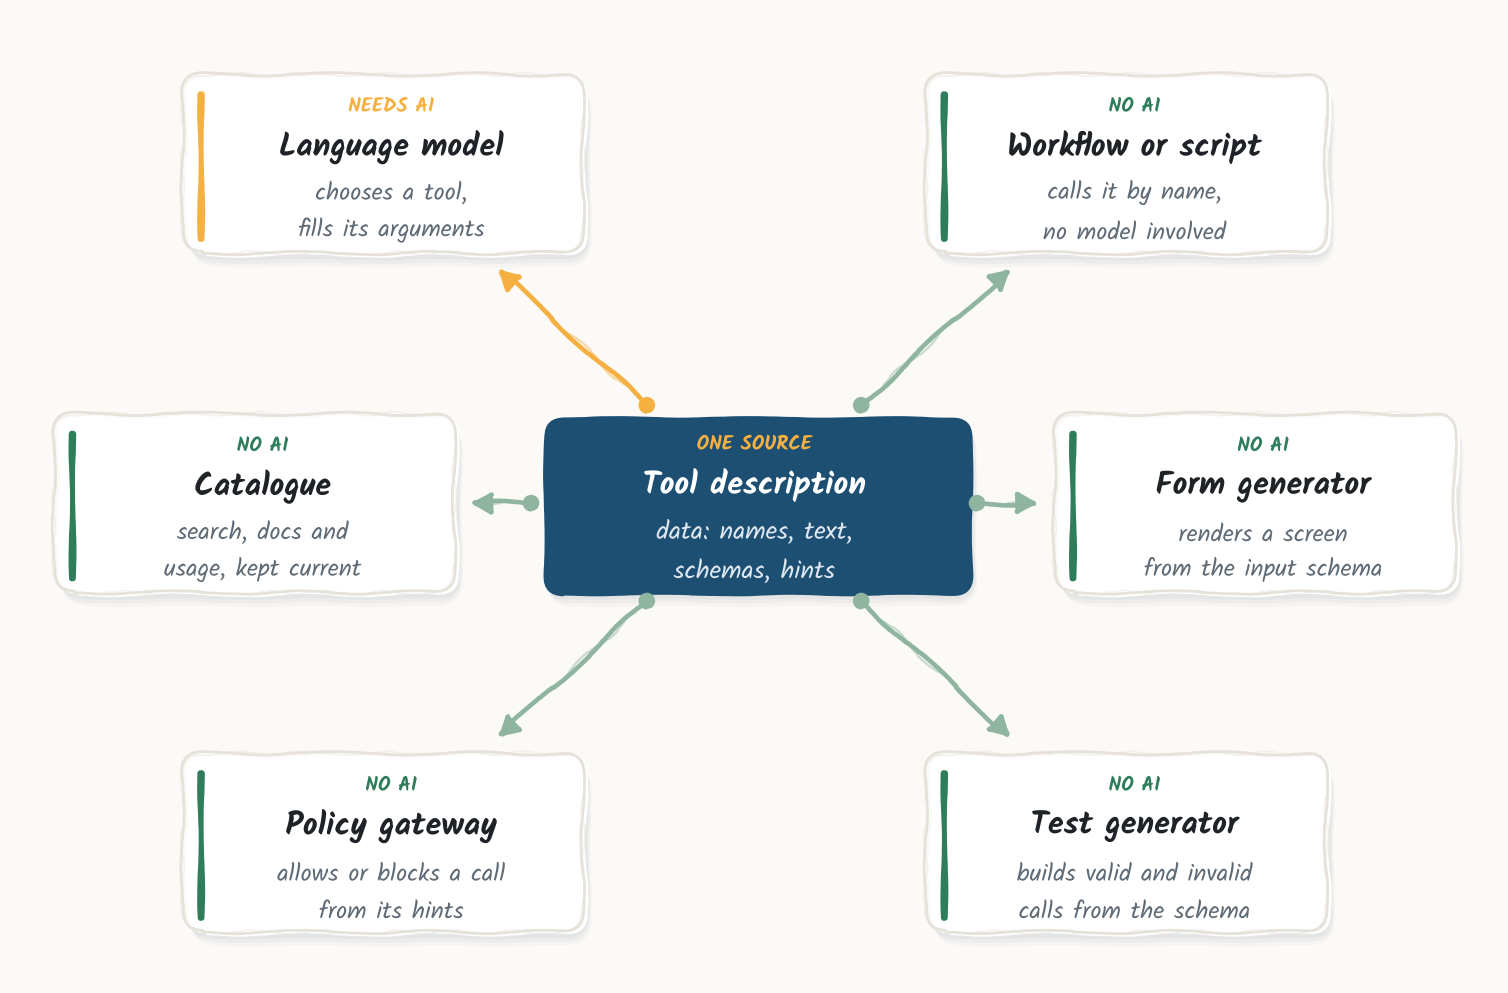 NEEDS AI
Language model
chooses a tool,
fills its arguments
NO AI
Workflow or script
calls it by name,
no model involved
NO AI
Catalogue
search, docs and
usage, kept current
ONE SOURCE
Tool description
data: names, text,
schemas, hints
NO AI
Form generator
renders a screen
from the input schema
NO AI
Policy gateway
allows or blocks a call
from its hints
NO AI
Test generator
builds valid and invalid
calls from the schema